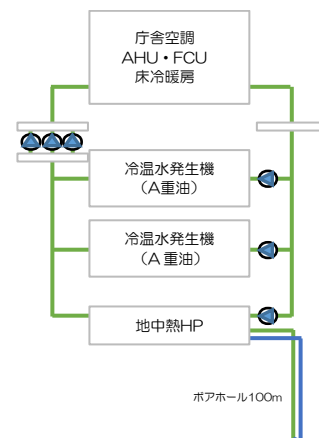 庁舎空調
AHU・FCU
床冷暖房
冷温水発生機
（A重油）
冷温水発生機
（A 重油）
地中熱HP
ボアホール100m